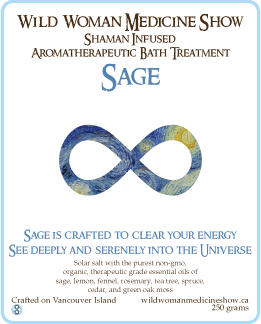 Wild Woman Medicine Show
Shaman Infused
Aromatherapeutic Bath Treatment
Sage
Sage is crafted to clear your energy
See deeply and serenely into the Universe
Solar salt with the purest non-gmo,
organic, therapeutic grade essential oils of
sage, lemon, fennel, rosemary, tea tree, spruce,
cedar, and green oak moss
Crafted on Vancouver Island wildwomanmedicineshow.ca
250 grams